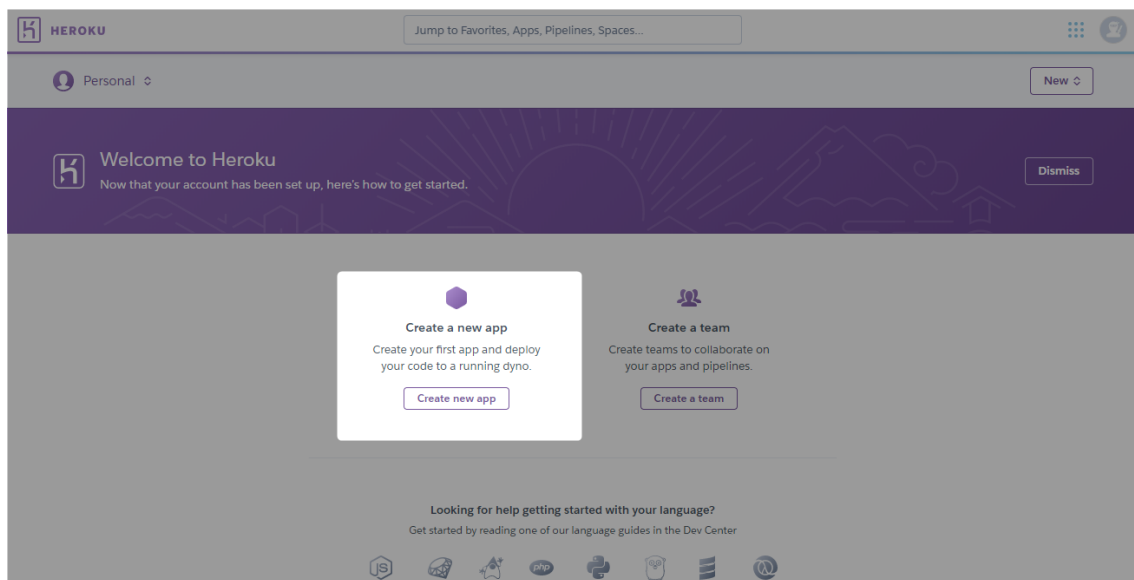 HEROKU
Jump to Favorites, Apps, Pipelines, Spaces...
Personal
New
Welcome to Heroku
Now that your account has been set up, here's how to get started.
Dismiss
Create a new app
Create your first app and deploy
your code to a running dyno.
Create new app
Create a team
Create teams to collaborate on
your apps and pipelines.
Create a team
Looking for help getting started with your language?
Get started by reading one of our language guides in the Dev Center
JS
php